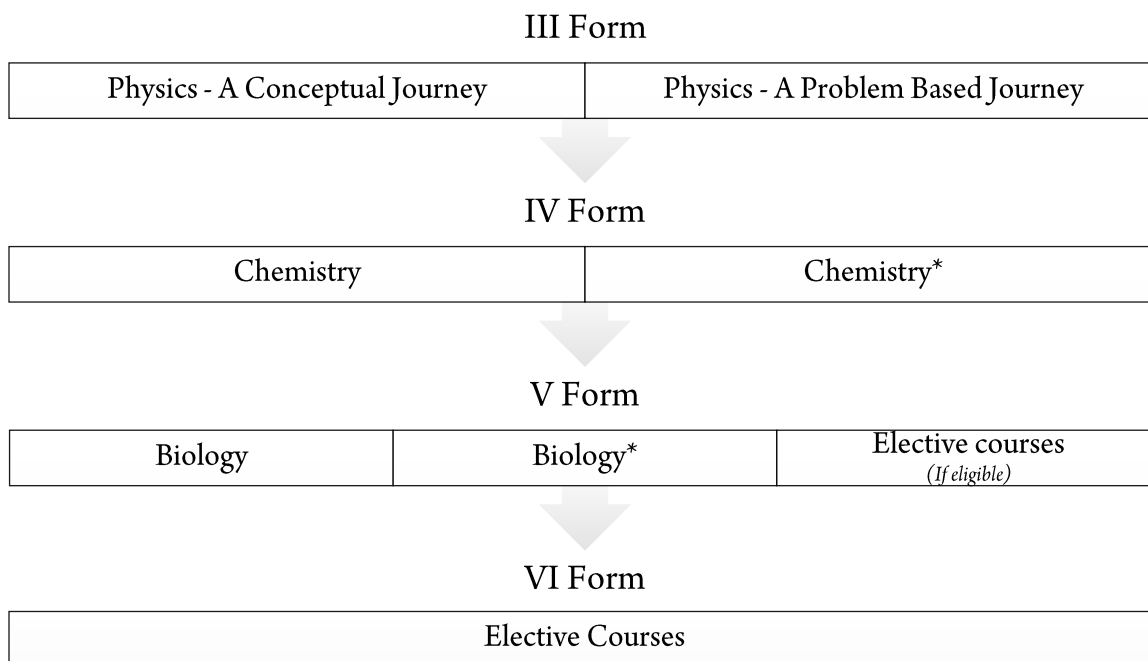 III Form
Physics - A Conceptual Journey
Physics - A Problem Based Journey
IV Form
Chemistry
Chemistry*
V Form
Biology
Biology*
Elective courses
(If eligible)
VI Form
Elective Courses